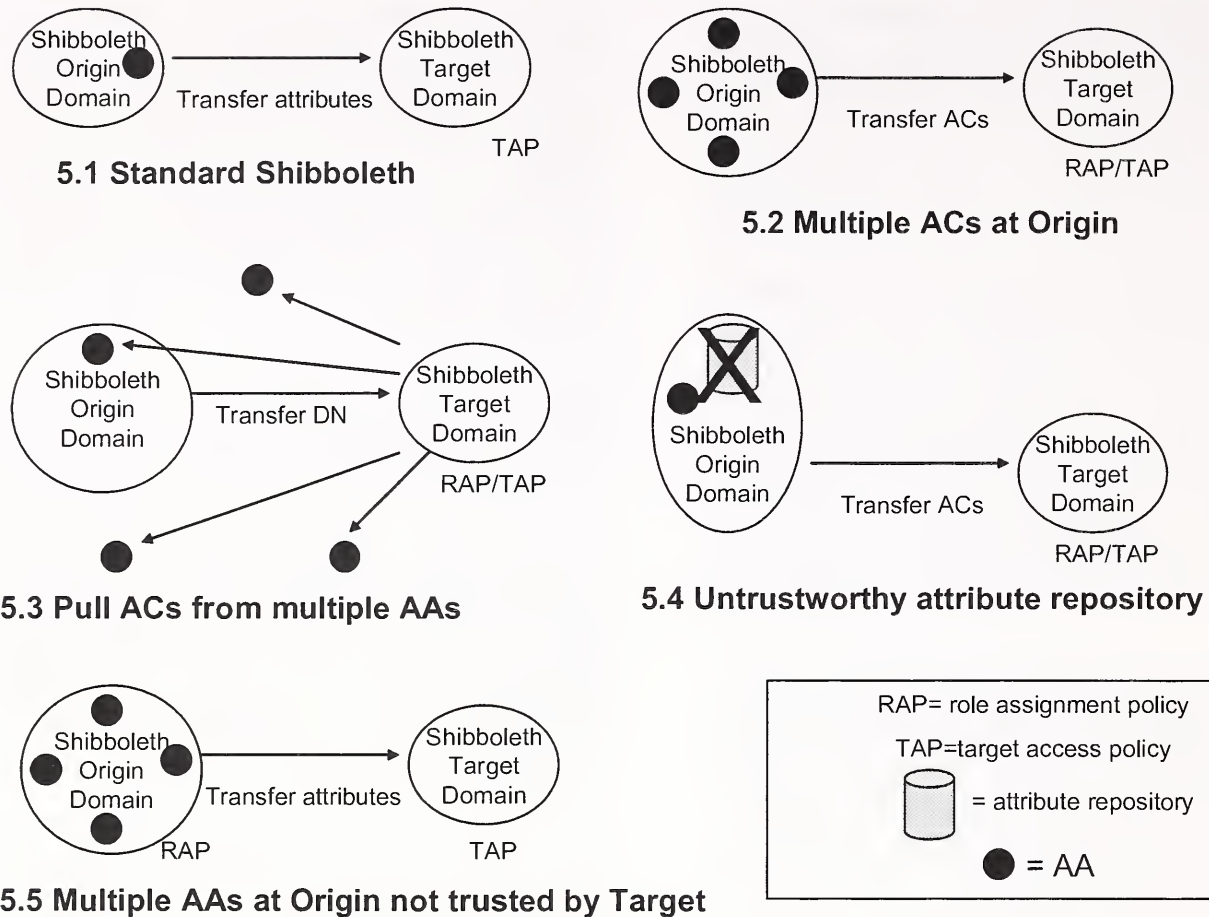 Shibboleth
Origin
Domain
Transfer attributes
Shibboleth
Target
Domain
TAP
5.1 Standard Shibboleth
Shibboleth
Origin
Domain
Transfer ACs
Shibboleth
Target
Domain
RAP/TAP
5.2 Multiple ACs at Origin
Shibboleth
Origin
Domain
Transfer DN
Shibboleth
Target
Domain
RAP/TAP
5.3 Pull ACs from multiple AAs
Shibboleth
Origin
Domain
Transfer ACs
Shibboleth
Target
Domain
RAP/TAP
5.4 Untrustworthy attribute repository
Shibboleth
Origin
Domain
RAP
Transfer attributes
Shibboleth
Target
Domain
TAP
5.5 Multiple AAs at Origin not trusted by Target
RAP= role assignment policy
TAP=target access policy
= attribute repository
= AA